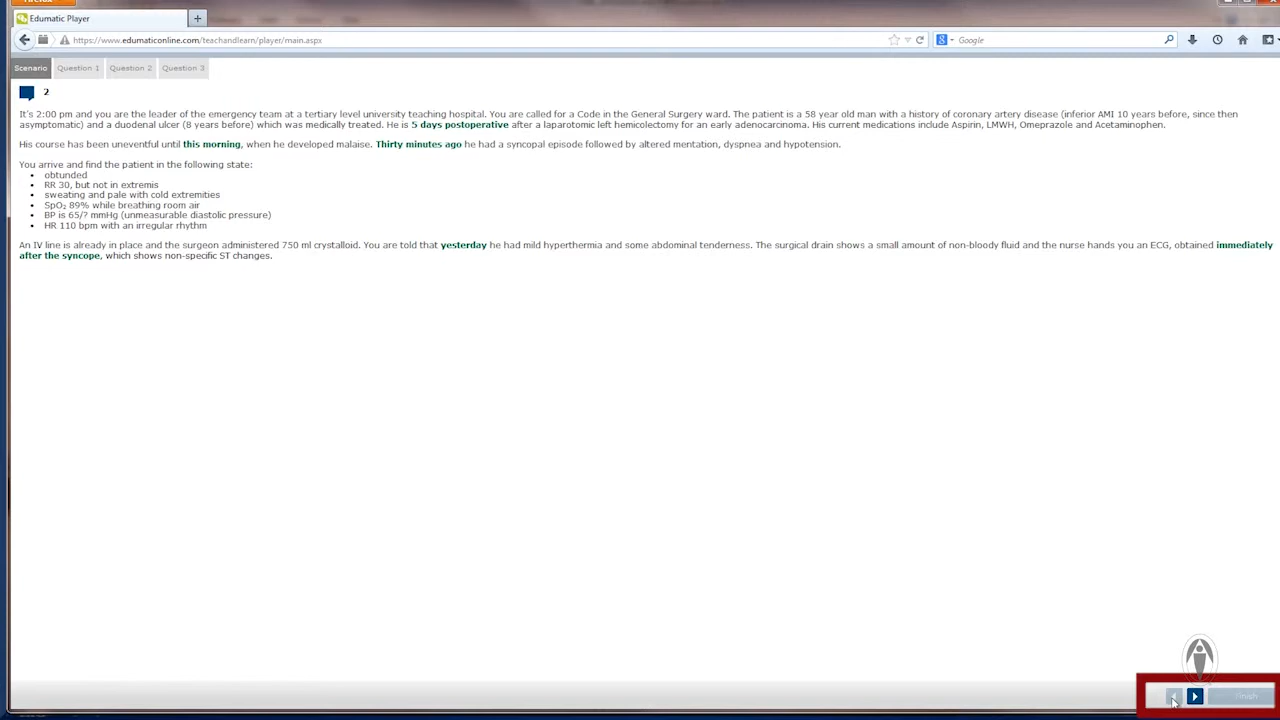 Edumatic Player
https://www.edumaticonline.com/teachandlearn/player/main.aspx
Google
Scenario Question 1 Question 2 Question 3
2
It's 2:00 pm and you are the leader of the emergency team at a tertiary level university teaching hospital. You are called for a Code in the General Surgery ward. The patient is a 58 year old man with a history of coronary artery disease (inferior AMI 10 years before, since then
asymptomatic) and a duodenal ulcer (8 years before) which was medically treated. He is 5 days postoperative after a laparotomic left hemicolectomy for an early adenocarcinoma. His current medications include Aspirin, LMWH, Omeprazole and Acetaminophen.
His course has been uneventful until this morning, when he developed malaise. Thirty minutes ago he had a syncopal episode followed by altered mentation, dyspnea and hypotension.
You arrive and find the patient in the following state:
• obtunded
• RR 30, but not in extremis
• sweating and pale with cold extremities
• SpO₂ 89% while breathing room air
• BP is 65/? mmHg (unmeasurable diastolic pressure)
• HR 110 bpm with an irregular rhythm
An IV line is already in place and the surgeon administered 750 ml crystalloid. You are told that yesterday he had mild hyperthermia and some abdominal tenderness. The surgical drain shows a small amount of non-bloody fluid and the nurse hands you an ECG, obtained immediately
after the syncope, which shows non-specific ST changes.
Finish